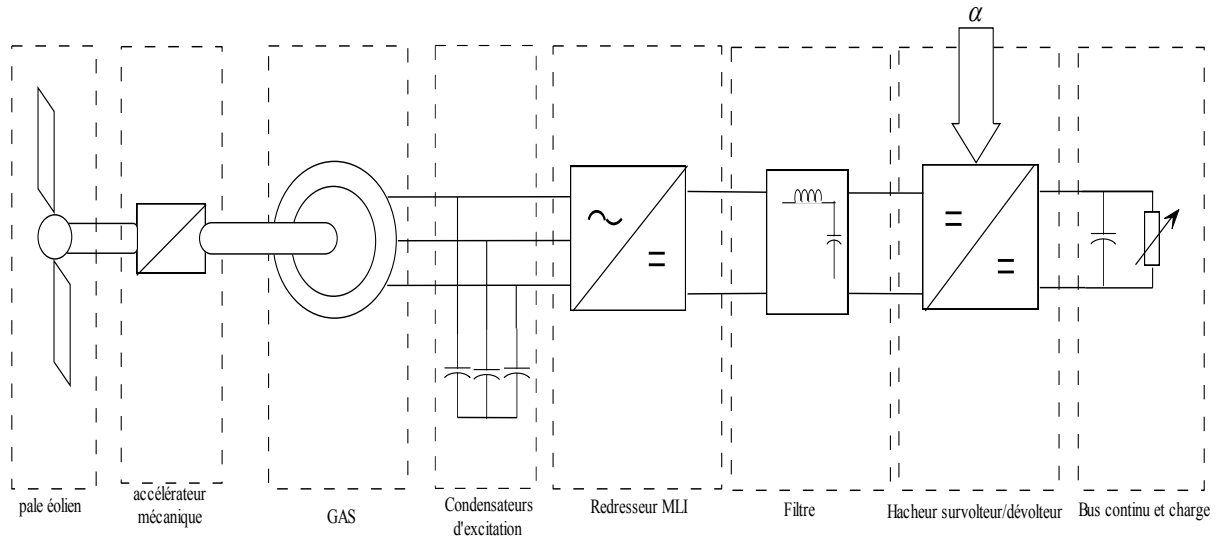 α
pale éolien
accélérateur
mécanique
GAS
Condensateurs
d'excitation
Redresseur MLI
Filtre
Hacheur survolteur/dévolteur
Bus continu et charge